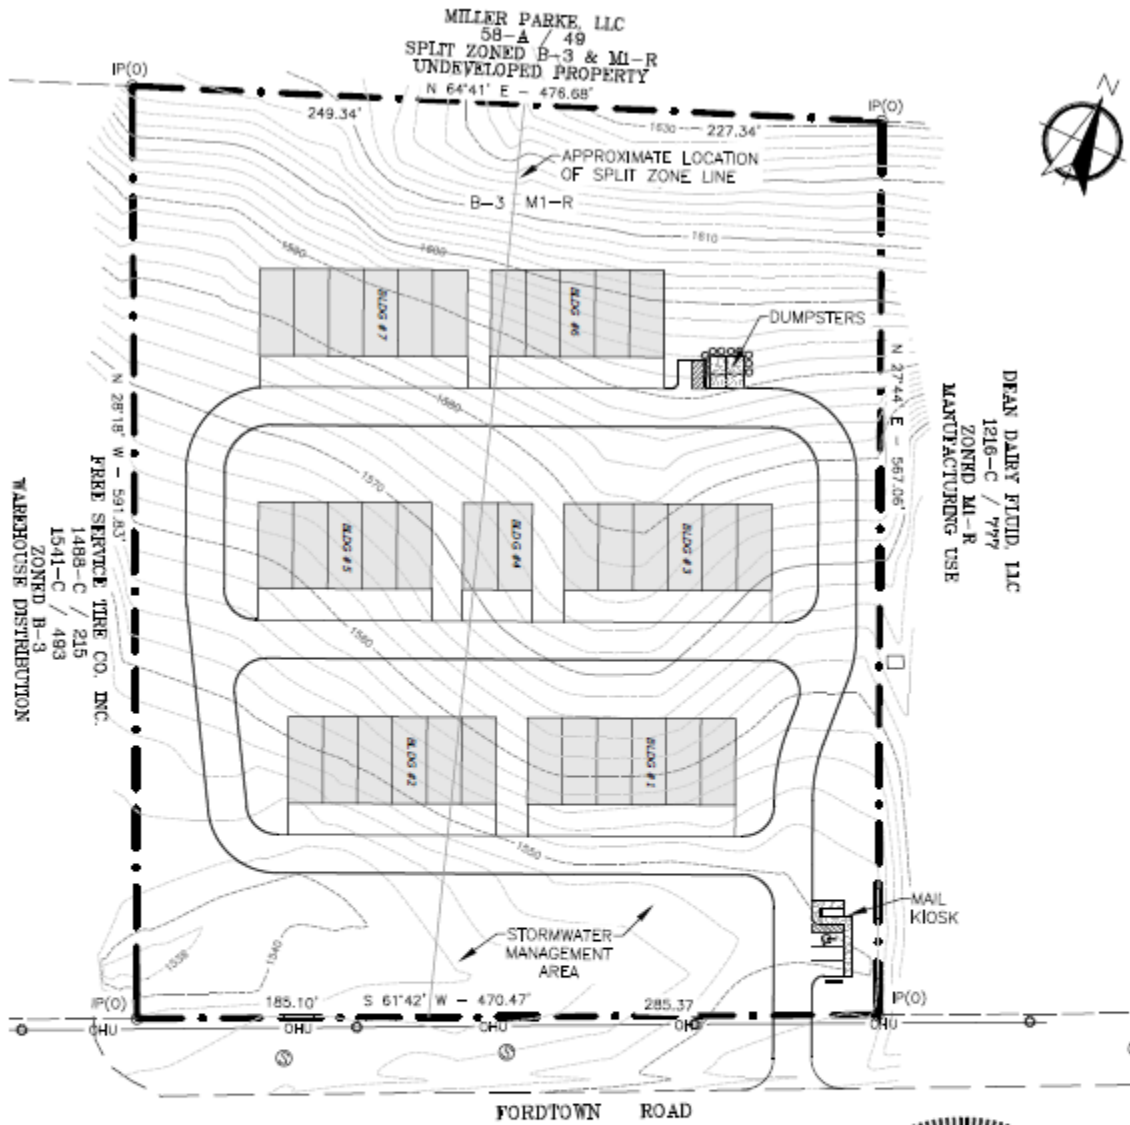 MILLER PARKE, LLC
58-A / 49
SPLIT ZONED B-3 & M1-R
UNDEVELOPED PROPERTY
N 64°41' E - 476.68'
IP(O)
249.34'
1630
227.34'
IP(O)
N
APPROXIMATE LOCATION
OF SPLIT ZONE LINE
B-3 M1-R
1610
1600
1590
BLDG #7
BLDG #6
DUMPSTERS
N 27°44' E - 567.06'
DEAN DAIRY FLUID, LLC
1216-C / 777
ZONED M1-R
MANUFACTURING USE
N 28°18' W - 591.83'
FREE SERVICE TIRE CO. INC.
1488-C / 215
1541-C / 493
ZONED B-3
WAREHOUSE DISTRIBUTION
1580
1570
BLDG #5
BLDG #4
BLDG #3
1560
BLDG #2
BLDG #1
1550
MAIL
KIOSK
STORMWATER
MANAGEMENT
AREA
1540
IP(O)
185.10'
S 61°42' W - 470.47'
285.37
IP(O)
OHU
OHU
OHU
OHU
OHU
S
S
FORDTOWN ROAD